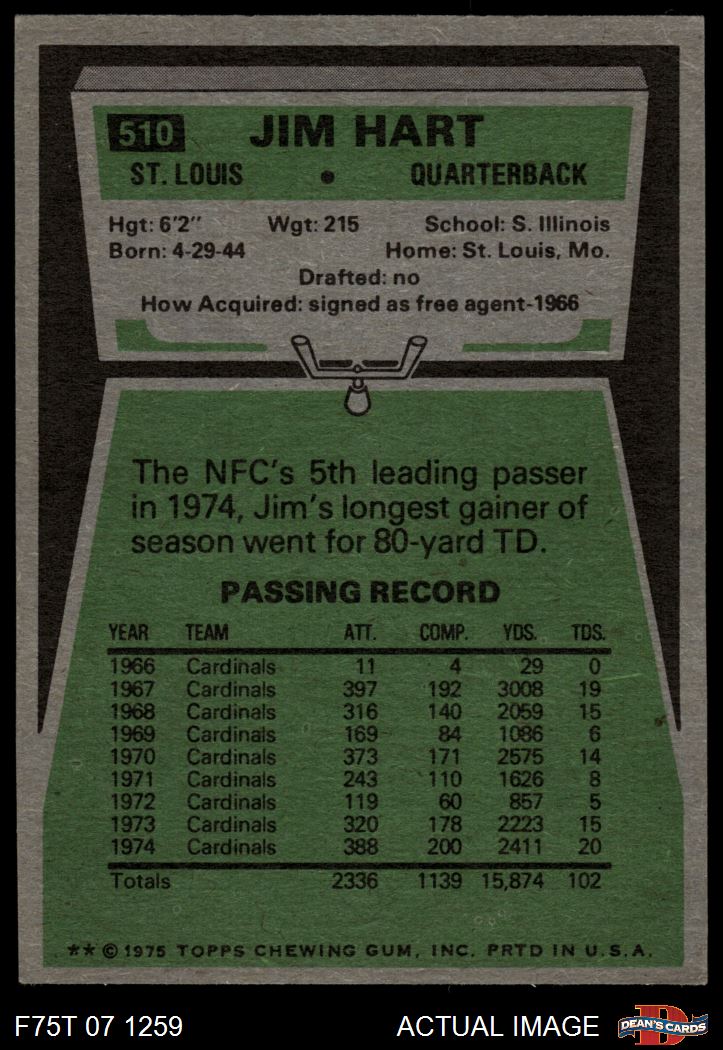 510 JIM HART
ST. LOUIS • QUARTERBACK
Hgt: 6'2" Wgt: 215 School: S. Illinois
Born: 4-29-44 Home: St. Louis, Mo.
Drafted: no
How Acquired: signed as free agent-1966
The NFC's 5th leading passer
in 1974, Jim's longest gainer of
season went for 80-yard TD.
PASSING RECORD
YEAR TEAM ATT. COMP. YDS. TDS.
1966 Cardinals 11 4 29 0
1967 Cardinals 397 192 3008 19
1968 Cardinals 316 140 2059 15
1969 Cardinals 169 84 1086 6
1970 Cardinals 373 171 2575 14
1971 Cardinals 243 110 1626 8
1972 Cardinals 119 60 857 5
1973 Cardinals 320 178 2223 15
1974 Cardinals 388 200 2411 20
Totals 2336 1139 15,874 102
** © 1975 TOPPS CHEWING GUM, INC. PRTD IN U.S.A.
F75T 07 1259 ACTUAL IMAGE D DEAN'S CARDS